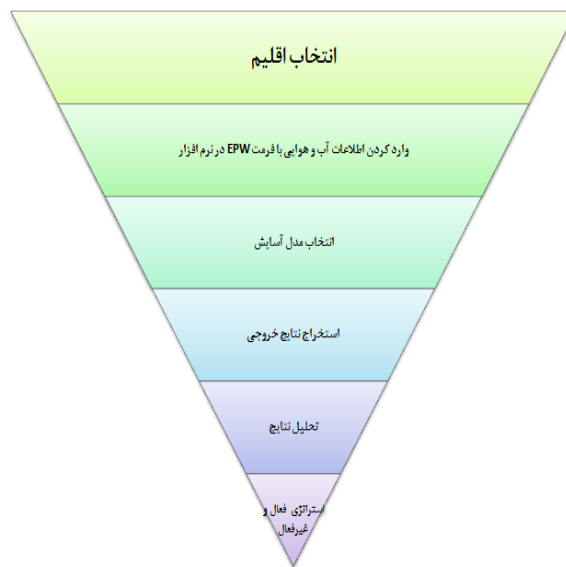 انتخاب اقلیم
وارد کردن اطلاعات آب و هوایی با فرمت EPW در نرم افزار
انتخاب مدل آسایش
استخراج نتایج خروجی
تحلیل نتایج
استراتژی فعال و
غیرفعال